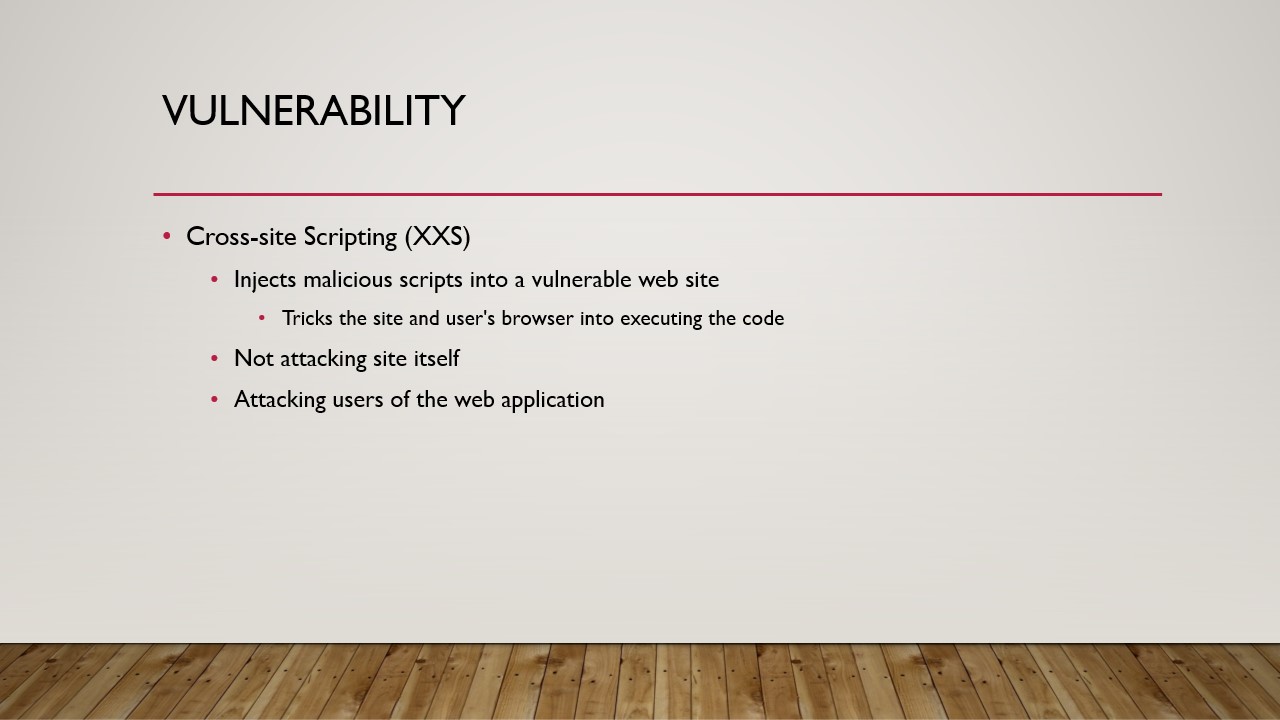 VULNERABILITY
• Cross-site Scripting (XXS)
• Injects malicious scripts into a vulnerable web site
• Tricks the site and user's browser into executing the code
• Not attacking site itself
• Attacking users of the web application